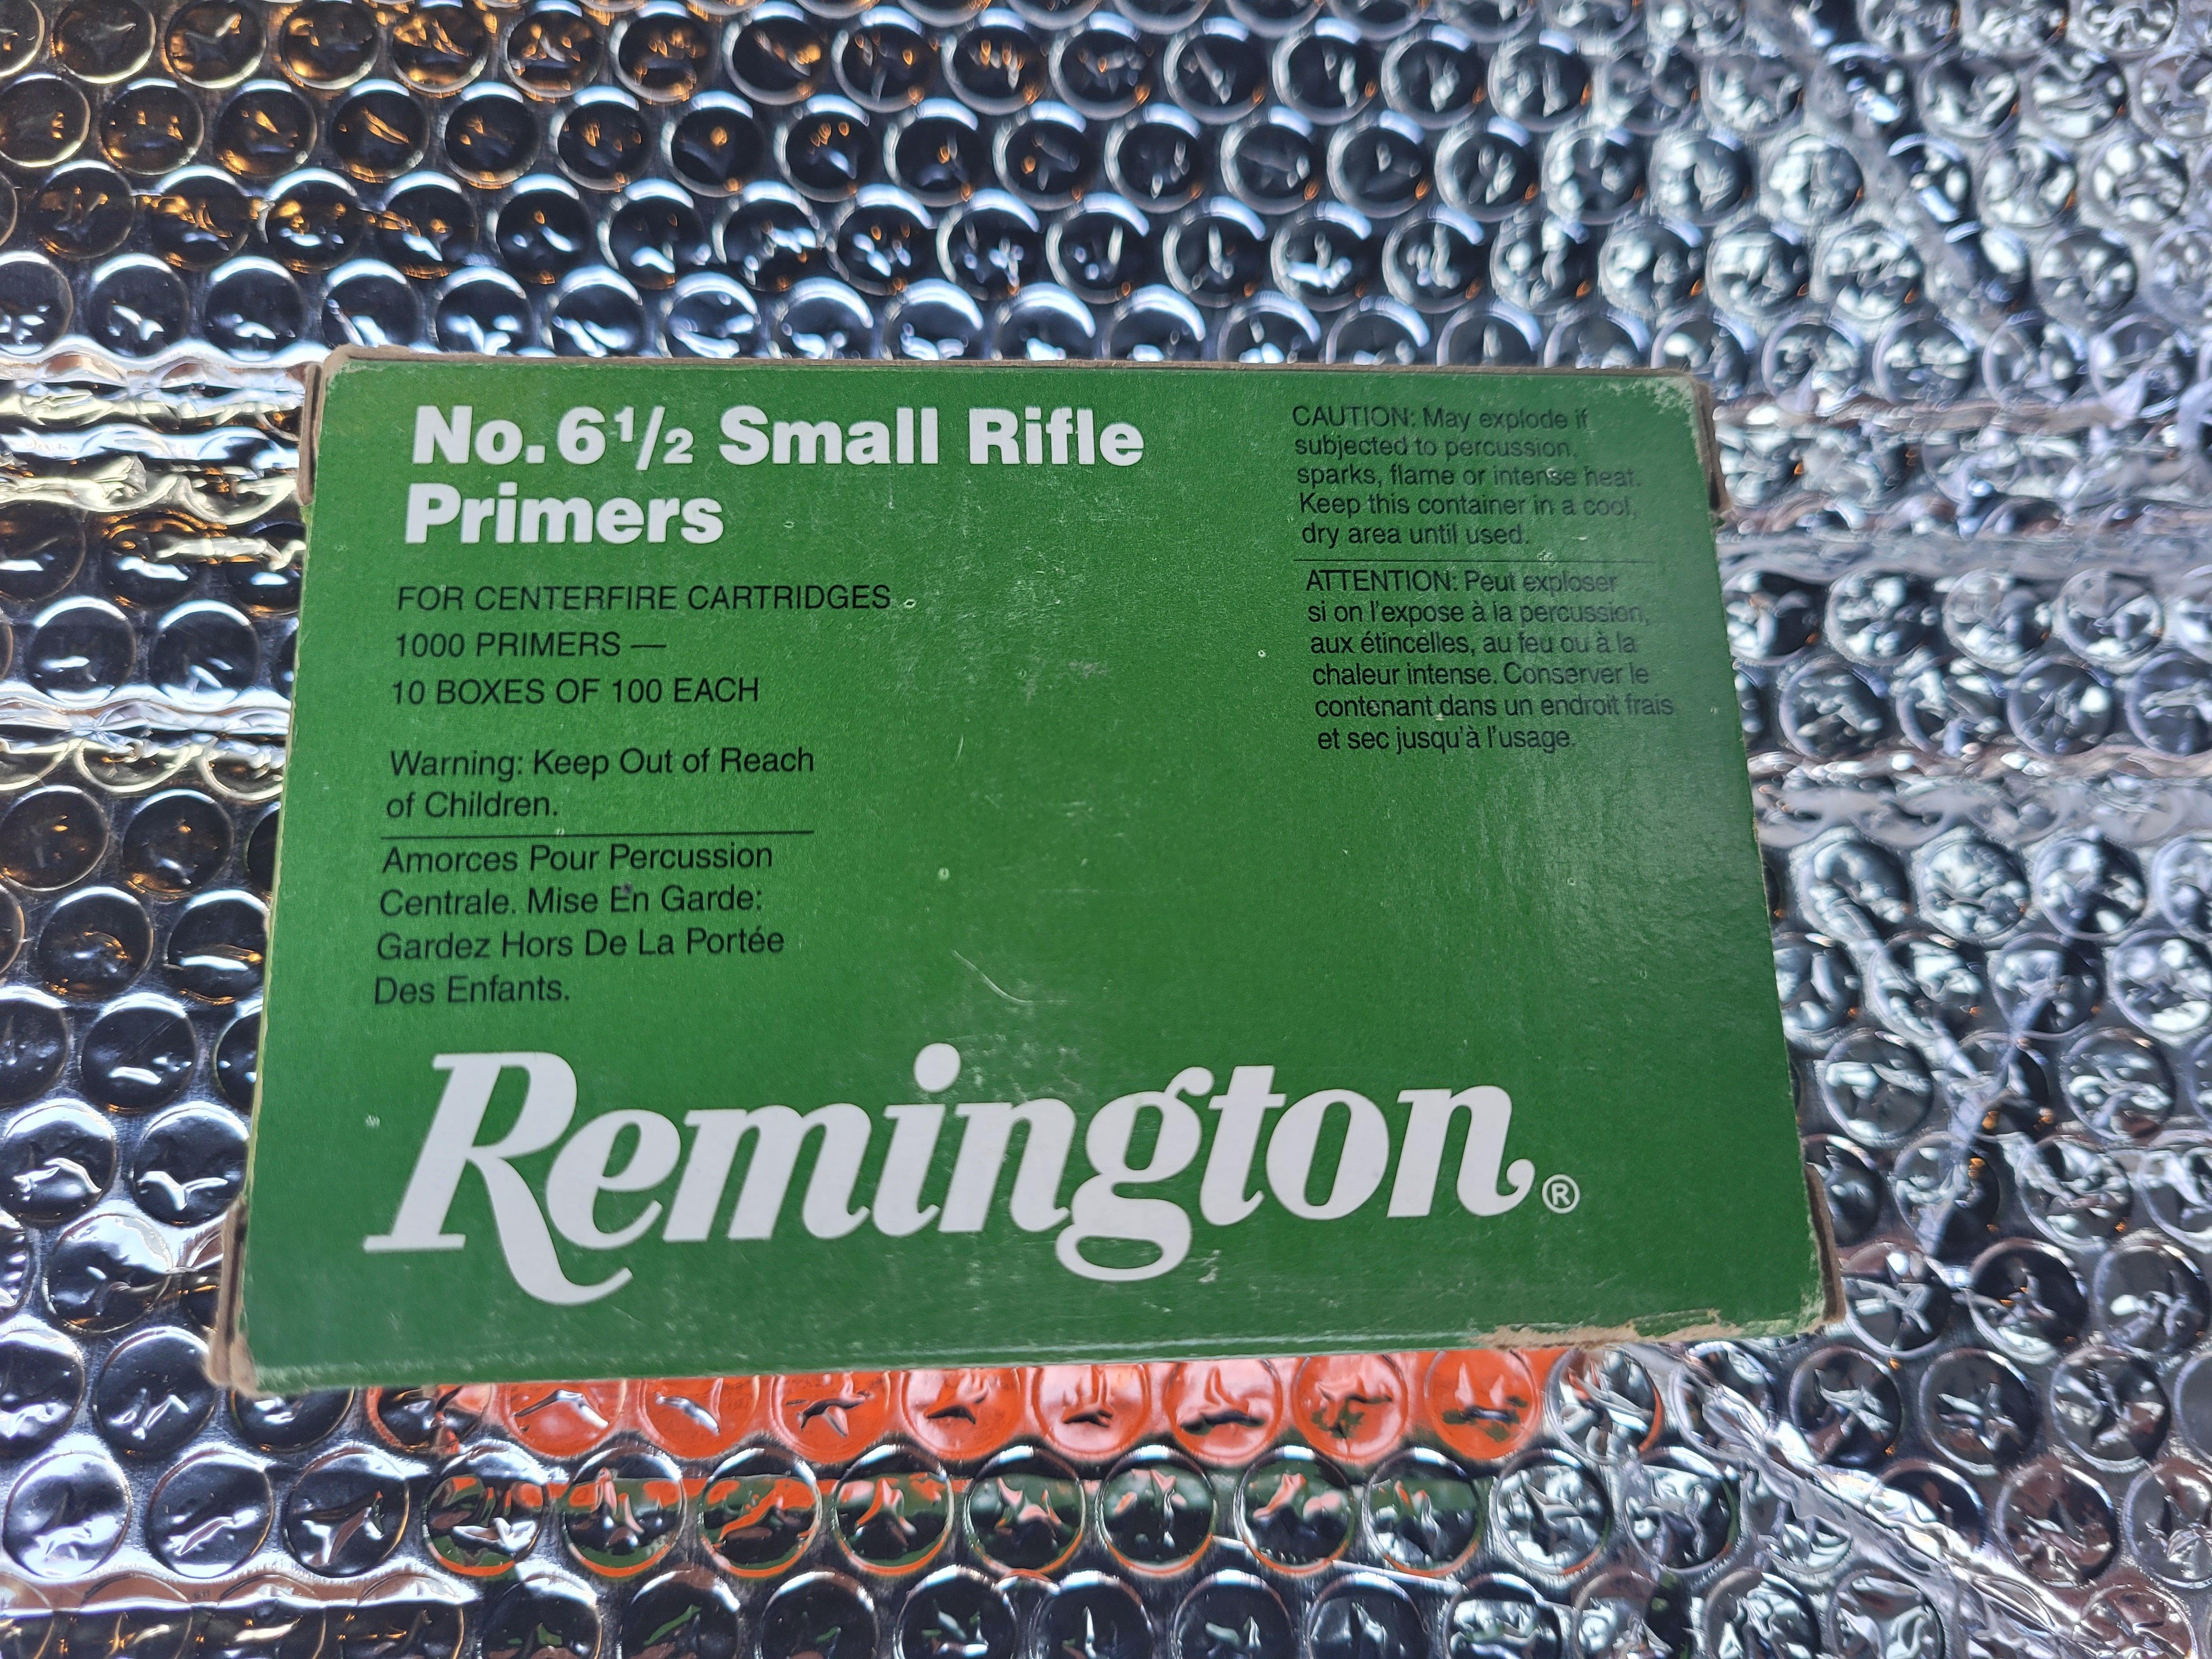 No. 6 1/2 Small Rifle
Primers
FOR CENTERFIRE CARTRIDGES
1000 PRIMERS —
10 BOXES OF 100 EACH
Warning: Keep Out of Reach
of Children.
Amorces Pour Percussion
Centrale. Mise En Garde:
Gardez Hors De La Portée
Des Enfants.
CAUTION: May explode if
subjected to percussion,
sparks, flame or intense heat.
Keep this container in a cool,
dry area until used.
ATTENTION: Peut exploser
si on l'expose à la percussion,
aux étincelles, au feu ou à la
chaleur intense. Conserver le
contenant dans un endroit frais
et sec jusqu'à l'usage.
Remington®